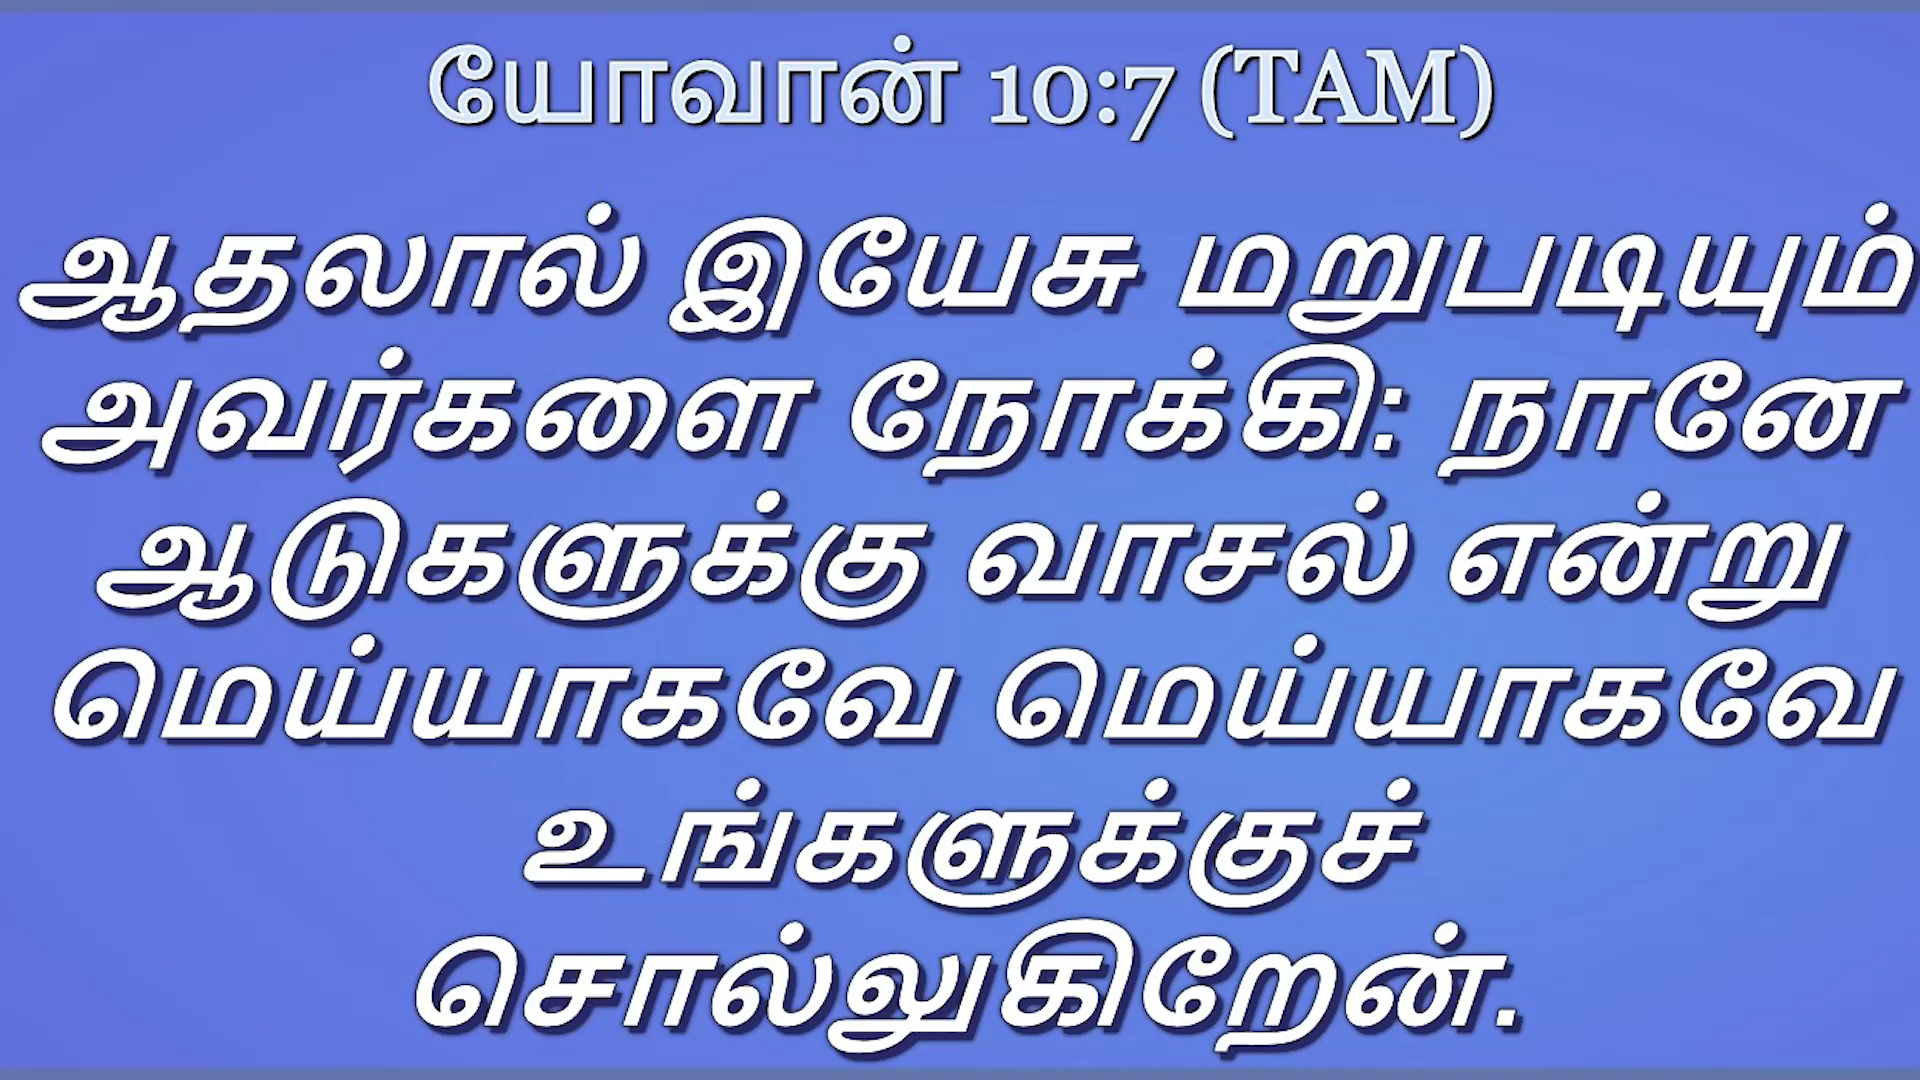 யோவான் 10:7 (TAM)
ஆதலால் இயேசு மறுபடியும்
அவர்களை நோக்கி: நானே
ஆடுகளுக்கு வாசல் என்று
மெய்யாகவே மெய்யாகவே
உங்களுக்குச்
சொல்லுகிறேன்.